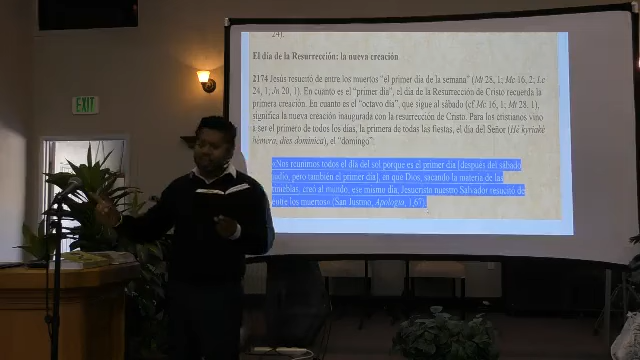 24).
El día de la Resurrección: la nueva creación
2174 Jesús resucitó de entre los muertos "el primer día de la semana" (Mt 28, 1; Mc 16, 2; Lc
24, 1; Jn 20, 1). En cuanto es el "primer día", el día de la Resurrección de Cristo recuerda la
primera creación. En cuanto es el "octavo día", que sigue al sábado (cf Mc 16, 1; Mt 28, 1),
significa la nueva creación inaugurada con la resurrección de Cristo. Para los cristianos vino
a ser el primero de todos los días, la primera de todas las fiestas, el día del Señor (Hè kyriakè
hèmera, dies dominica), el "domingo":
«Nos reunimos todos el día del sol porque es el primer día [después del sábado
judío, pero también el primer día], en que Dios, sacando la materia de las
tinieblas, creó al mundo; ese mismo día, Jesucristo nuestro Salvador resucitó de
entre los muertos» (San Justino, Apologia, 1,67).
EXIT